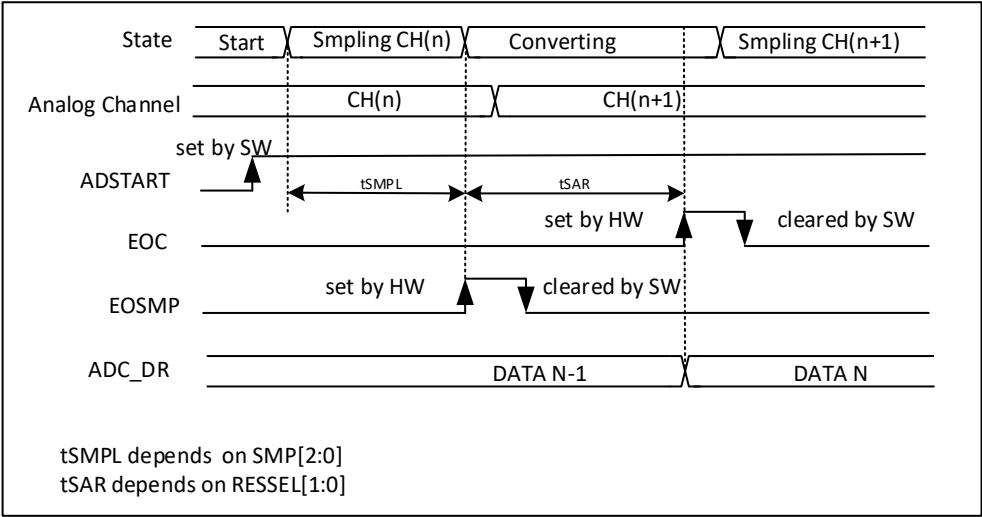 State Start Smpling CH(n) Converting Smpling CH(n+1)
Analog Channel CH(n) CH(n+1)
set by SW
ADSTART
tSMPL tSAR
set by HW cleared by SW
EOC
set by HW cleared by SW
EOSMP
ADC_DR DATA N-1 DATA N
tSMPL depends on SMP[2:0]
tSAR depends on RESSEL[1:0]